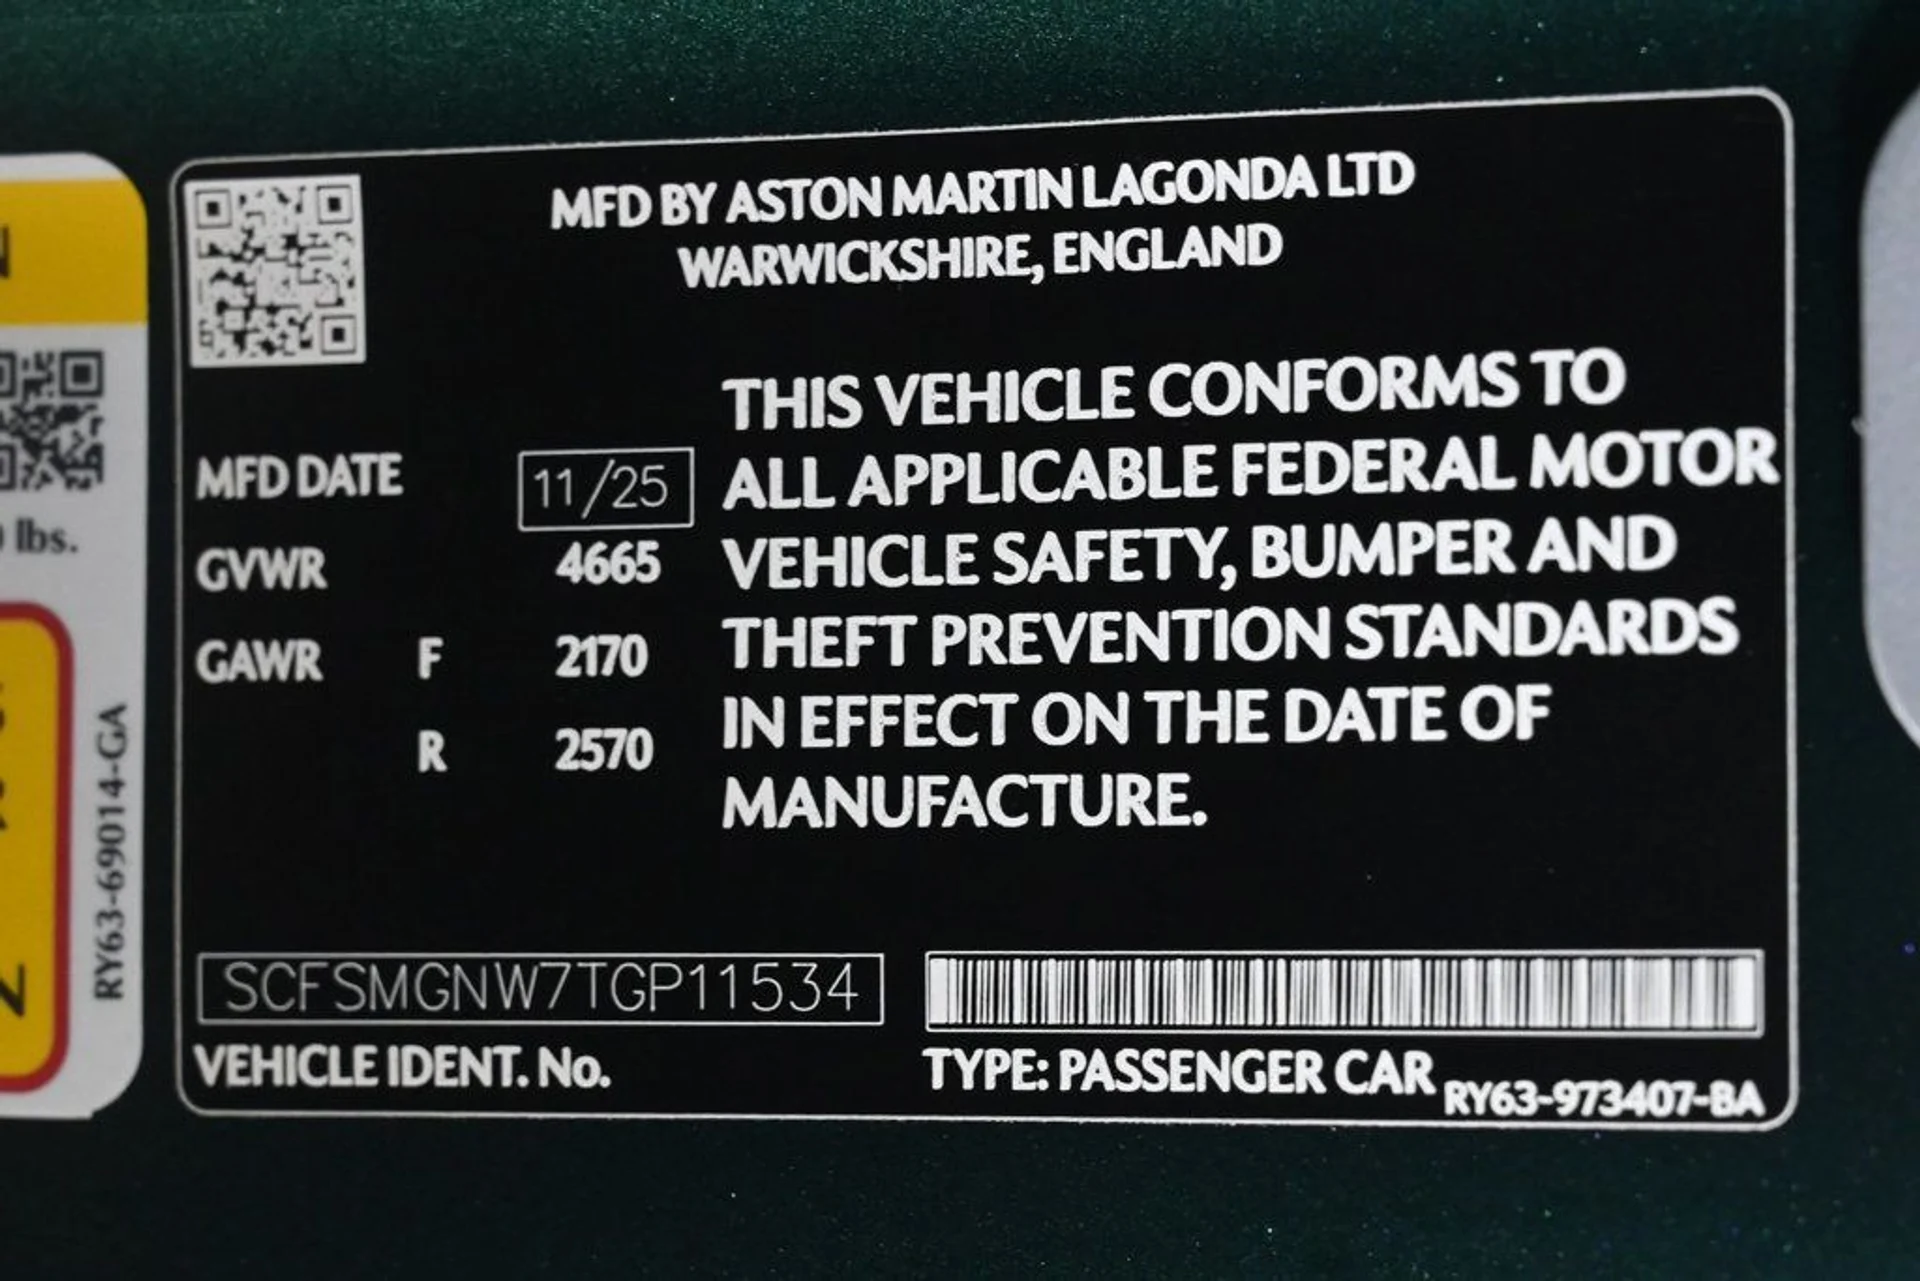 MFD BY ASTON MARTIN LAGONDA LTD
WARWICKSHIRE, ENGLAND
MFD DATE 11/25
GVWR 4665
GAWR F 2170
R 2570
THIS VEHICLE CONFORMS TO
ALL APPLICABLE FEDERAL MOTOR
VEHICLE SAFETY, BUMPER AND
THEFT PREVENTION STANDARDS
IN EFFECT ON THE DATE OF
MANUFACTURE.
SCFSMGNW7TGP11534
VEHICLE IDENT. No.
TYPE: PASSENGER CAR
RY63-973407-BA
lbs.
RY63-69014-GA